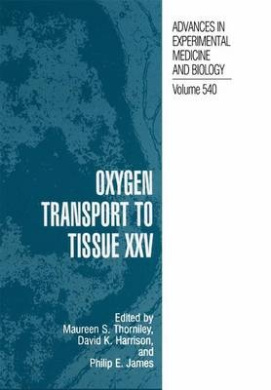 ADVANCES IN
EXPERIMENTAL
MEDICINE
AND BIOLOGY
Volume 540
OXYGEN
TRANSPORT TO
TISSUE XXV
Edited by
Maureen S. Thorniley,
David K. Harrison,
and
Philip E. James